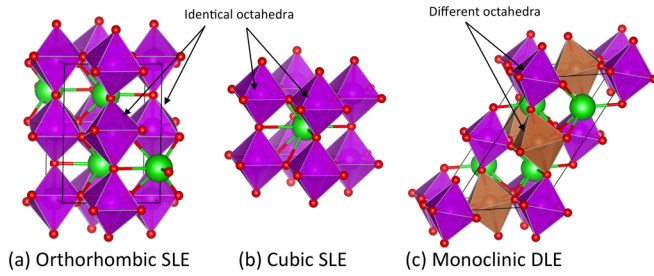 Identical octahedra
Different octahedra
(a) Orthorhombic SLE
(b) Cubic SLE
(c) Monoclinic DLE